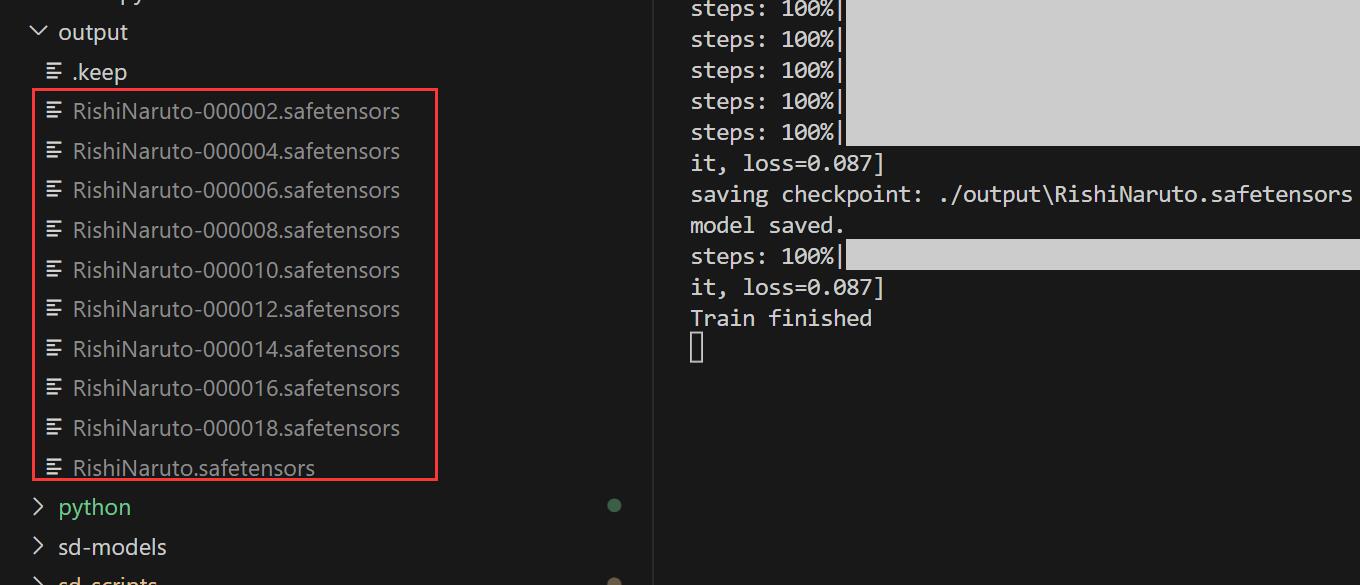 output
.keep
RishiNaruto-000002.safetensors
RishiNaruto-000004.safetensors
RishiNaruto-000006.safetensors
RishiNaruto-000008.safetensors
RishiNaruto-000010.safetensors
RishiNaruto-000012.safetensors
RishiNaruto-000014.safetensors
RishiNaruto-000016.safetensors
RishiNaruto-000018.safetensors
RishiNaruto.safetensors
python
sd-models
sd-scripts
steps: 100%|
steps: 100%|
steps: 100%|
steps: 100%|
steps: 100%|
it, loss=0.087]
saving checkpoint: ./output\RishiNaruto.safetensors
model saved.
steps: 100%|
it, loss=0.087]
Train finished